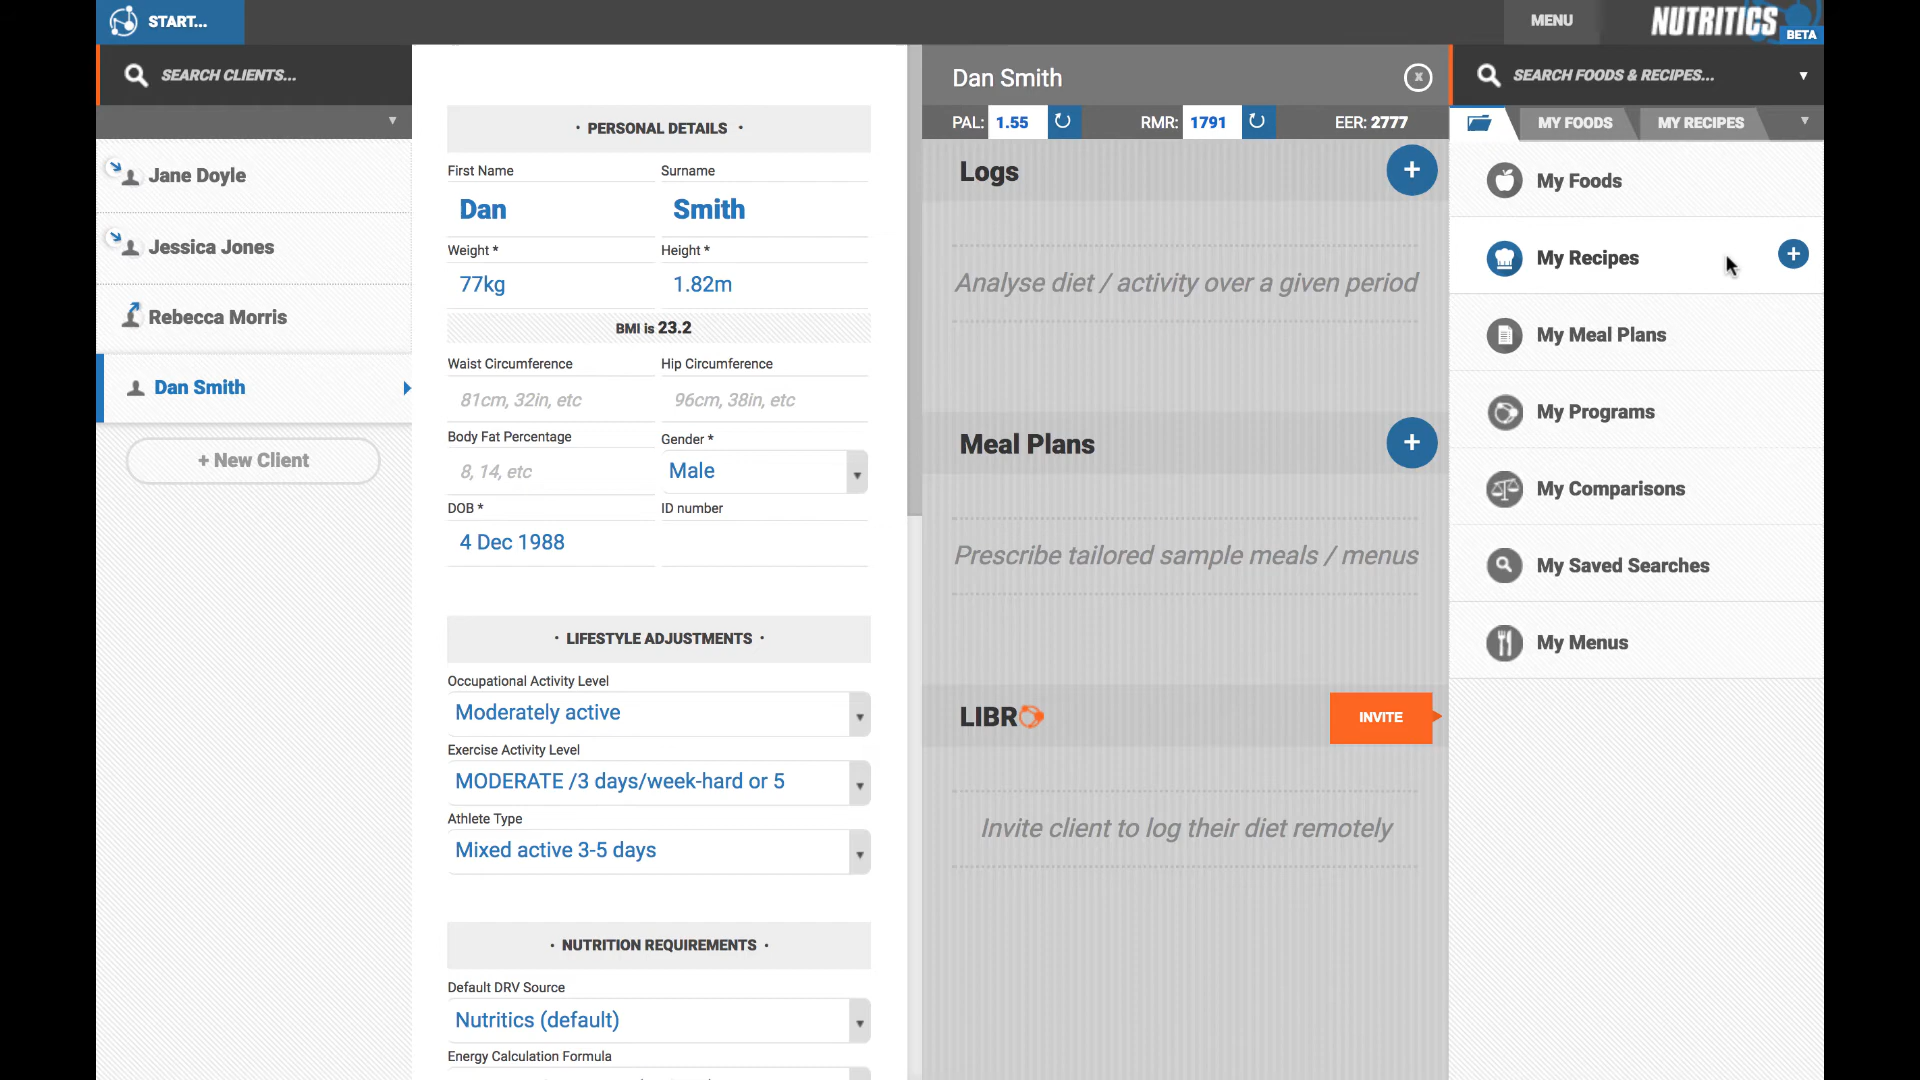 START...
MENU
NUTRITICS
BETA
SEARCH CLIENTS...
Jane Doyle
Jessica Jones
Rebecca Morris
Dan Smith
+ New Client
· PERSONAL DETAILS ·
First Name
Surname
Dan
Smith
Weight *
Height *
77kg
1.82m
BMI is 23.2
Waist Circumference
Hip Circumference
81cm, 32in, etc
96cm, 38in, etc
Body Fat Percentage
Gender *
8, 14, etc
Male
DOB *
ID number
4 Dec 1988
· LIFESTYLE ADJUSTMENTS ·
Occupational Activity Level
Moderately active
Exercise Activity Level
MODERATE /3 days/week-hard or 5
Athlete Type
Mixed active 3-5 days
· NUTRITION REQUIREMENTS ·
Default DRV Source
Nutritics (default)
Energy Calculation Formula
Dan Smith
x
PAL: 1.55
RMR: 1791
EER: 2777
Logs
+
Analyse diet / activity over a given period
Meal Plans
+
Prescribe tailored sample meals / menus
LIBRO
INVITE
Invite client to log their diet remotely
SEARCH FOODS & RECIPES...
MY FOODS
MY RECIPES
My Foods
My Recipes
+
My Meal Plans
My Programs
My Comparisons
My Saved Searches
My Menus